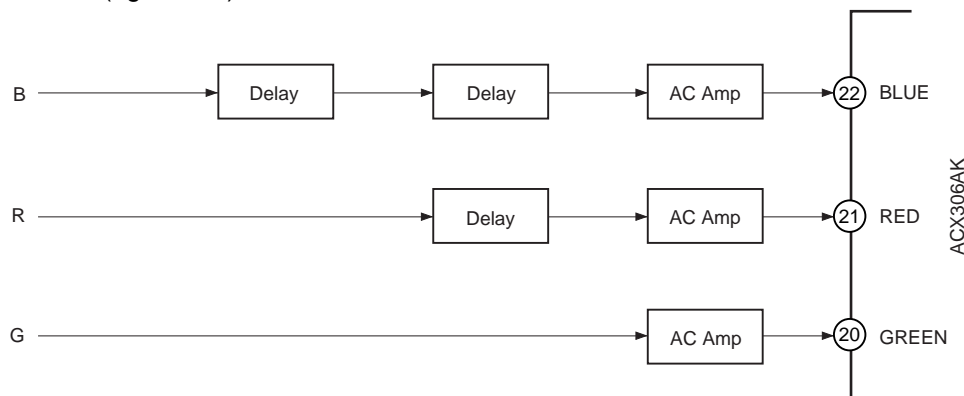 B
Delay
Delay
AC Amp
22
BLUE
R
Delay
AC Amp
21
RED
G
AC Amp
20
GREEN
ACX306AK